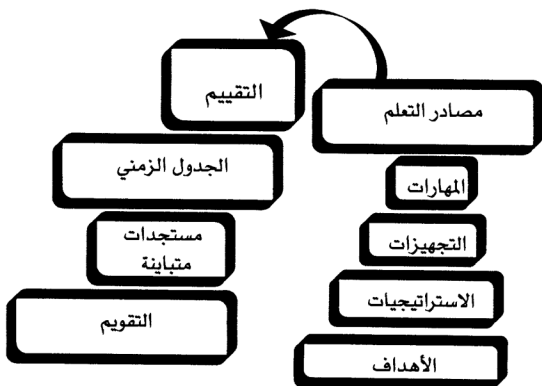 مصادر التعلم
المهارات
التجهيزات
الاستراتيجيات
الأهداف
التقييم
الجدول الزمني
مستجدات
متباينة
التقويم